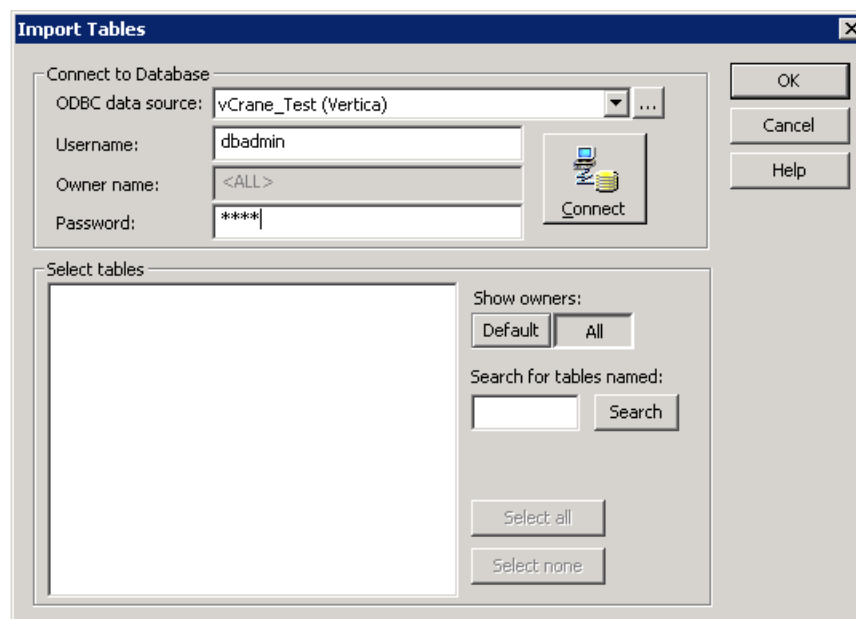 Import Tables
Connect to Database
ODBC data source: vCrane_Test (Vertica) ...
Username: dbadmin
Owner name: <ALL>
Password: ****
Connect
OK
Cancel
Help
Select tables
Show owners:
Default All
Search for tables named:
Search
Select all
Select none